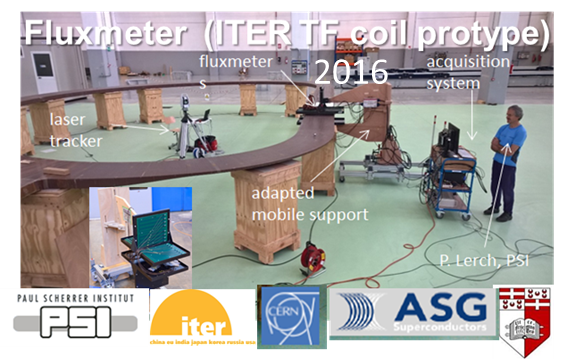 Fluxmeter (ITER TF coil protype)
fluxmeter
s
2016
acquisition
system
laser
tracker
adapted
mobile support
P. Lerch, PSI
PAUL SCHERRER INSTITUT
PSI
iter
china eu india japan korea russia usa
CERN
ASG
Superconductors